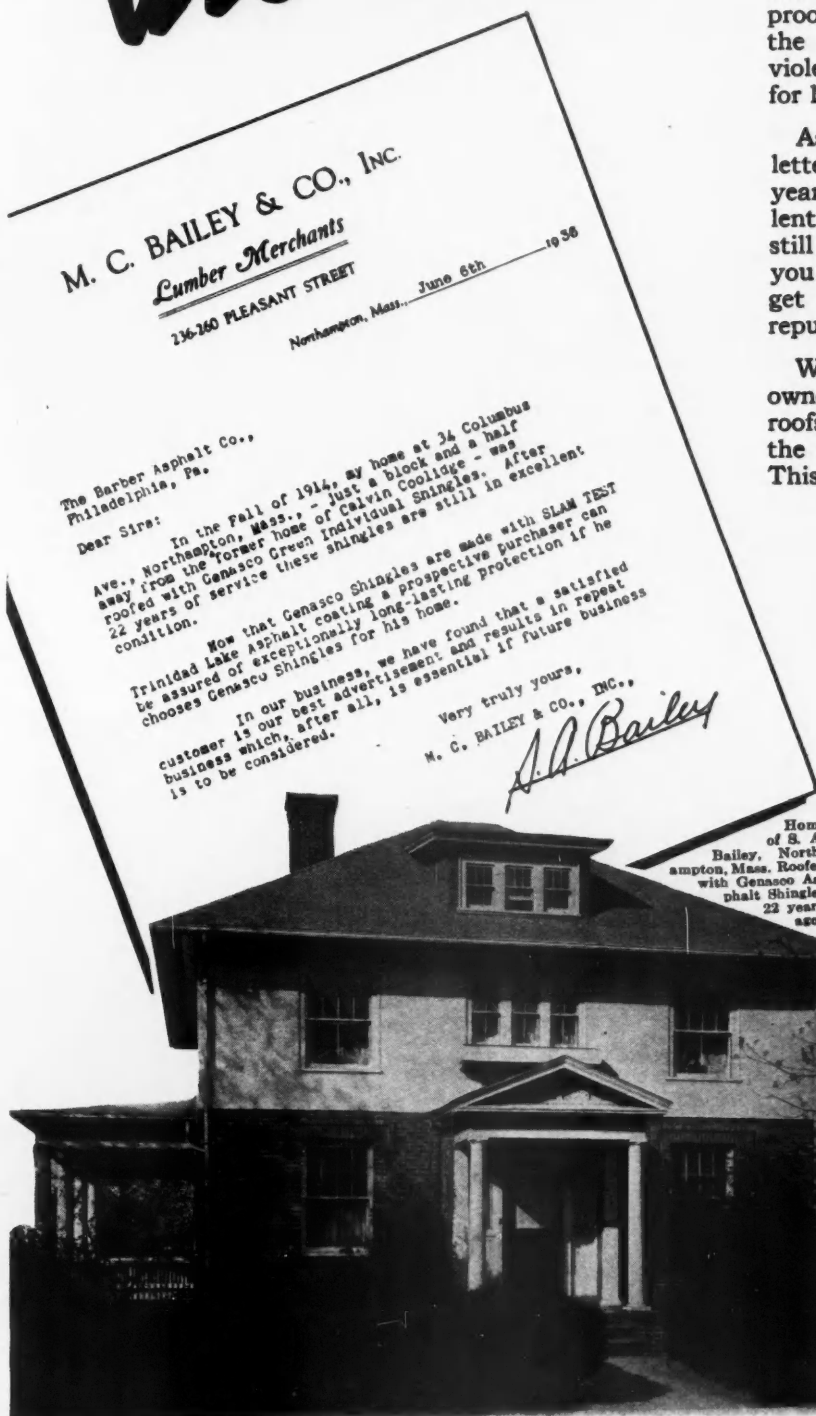 M. C. BAILEY & CO., INC.
Lumber Merchants
236-260 PLEASANT STREET
Northampton, Mass., June 6th 1936
The Barber Asphalt Co.,
Philadelphia, Pa.
Dear Sirs:
In the Fall of 1914, my home at 34 Columbus
Ave., Northampton, Mass., - just a block and a half
away from the former home of Calvin Coolidge - was
roofed with Genasco Green Individual Shingles. After
22 years of service these shingles are still in excellent
condition.
Now that Genasco Shingles are made with SLAM TEST
Trinidad Lake Asphalt coating a prospective purchaser can
be assured of exceptionally long-lasting protection if he
chooses Genasco Shingles for his home.
In our business, we have found that a satisfied
customer is our best advertisement and results in repeat
business which, after all, is essential if future business
is to be considered.
Very truly yours,
M. C. BAILEY & CO., INC.,
S. A. Bailey
Hom
of S. A
Bailey, North
ampton, Mass. Roofe
with Genasco As
phalt Shingle
22 year
ago
proo
the
viole
for l
As
lette
year
lent
still
you
get
repu
W
own
roofs
the
This